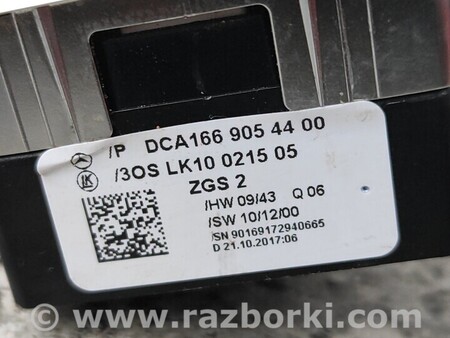 /P DCA166 905 44 00
/3OS LK10 0215 05
LK
ZGS 2
/HW 09/43 Q 06
/SW 10/12/00
/SN 90169172940665
D 21.10.2017:06
www.razborki.com